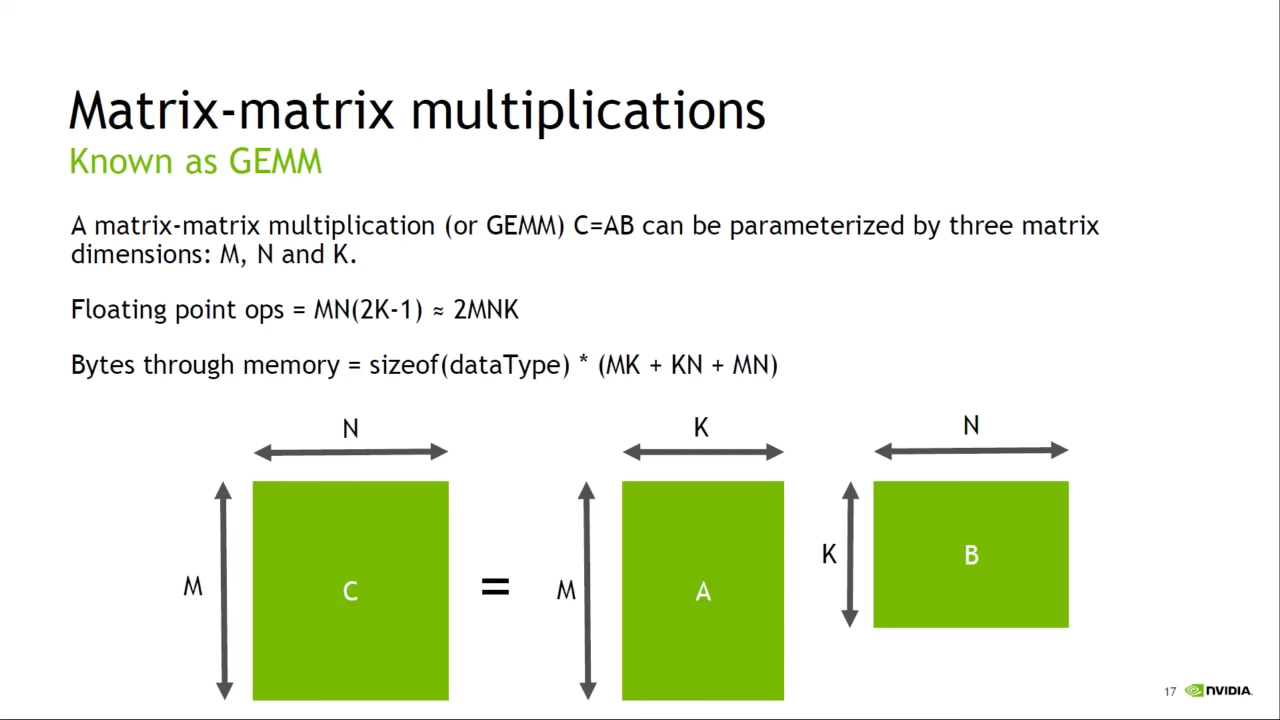 Matrix-matrix multiplications
Known as GEMM
A matrix-matrix multiplication (or GEMM) C=AB can be parameterized by three matrix
dimensions: M, N and K.
Floating point ops = MN(2K-1) ≈ 2MNK
Bytes through memory = sizeof(dataType) * (MK + KN + MN)
N
K
N
M
C
=
M
A
K
B
17
NVIDIA.